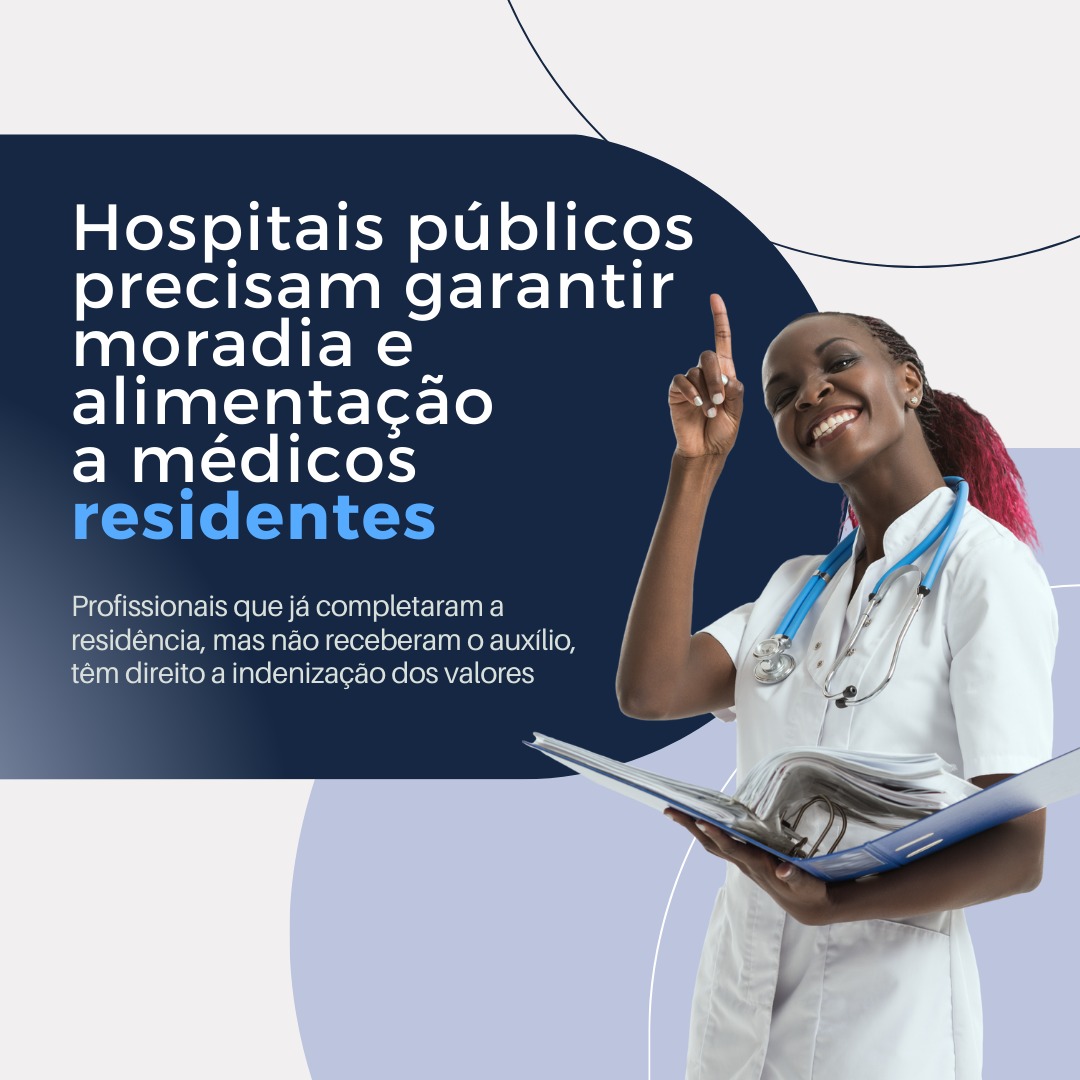 Hospitais públicos
precisam garantir
moradia e
alimentação
a médicos
residentes
Profissionais que já completaram a
residência, mas não receberam o auxílio,
têm direito a indenização dos valores